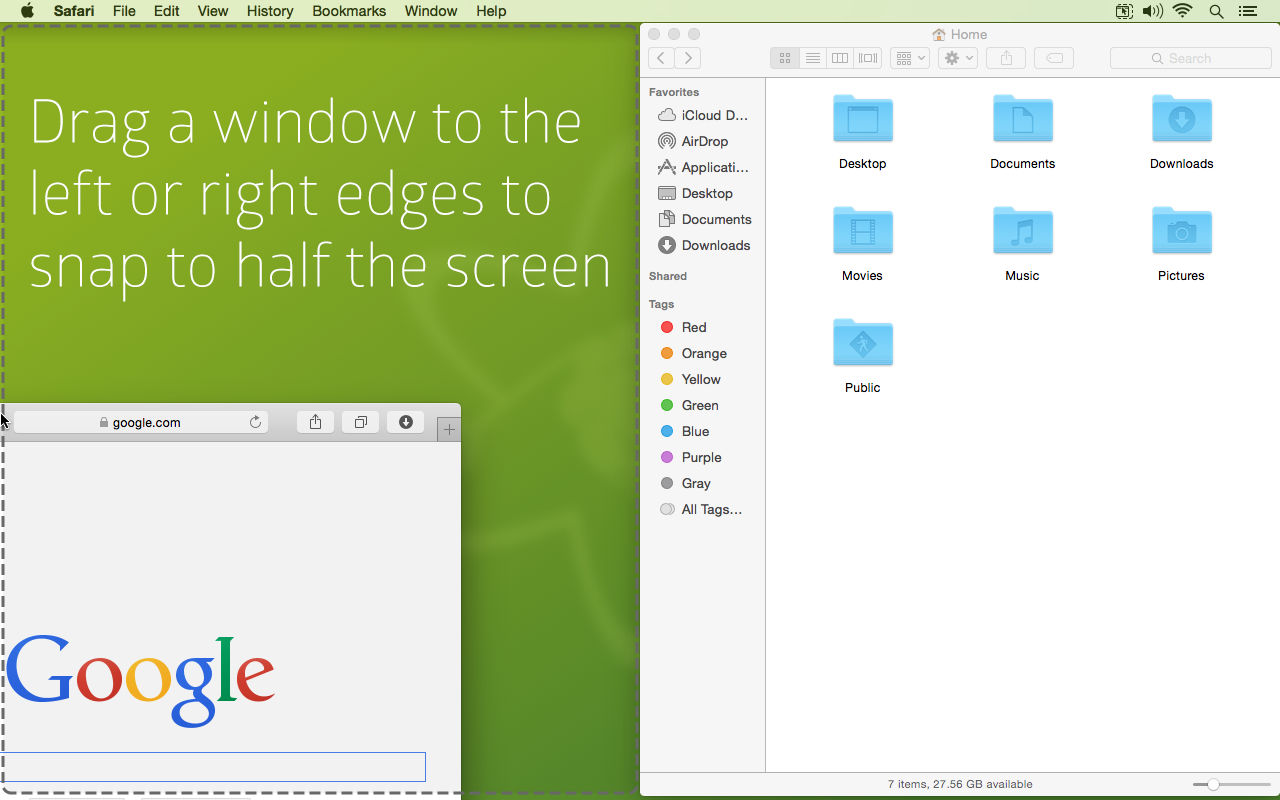 Safari File Edit View History Bookmarks Window Help
Drag a window to the
left or right edges to
snap to half the screen
google.com
Google
Home
Search
Favorites
iCloud D...
AirDrop
Applicati...
Desktop
Documents
Downloads
Shared
Tags
Red
Orange
Yellow
Green
Blue
Purple
Gray
All Tags...
Desktop Documents Downloads
Movies Music Pictures
Public
7 items, 27.56 GB available